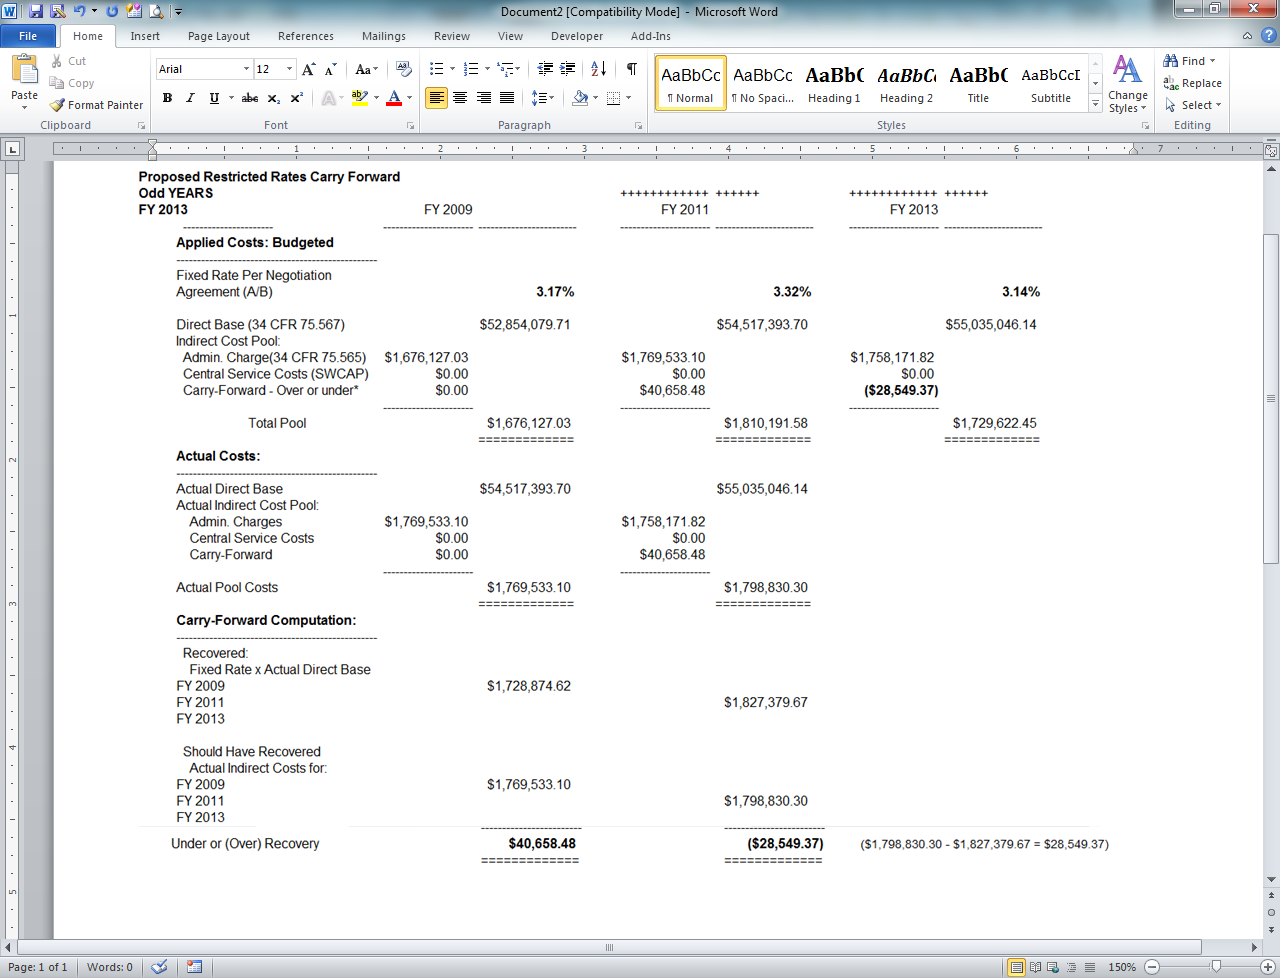 Document2 [Compatibility Mode] - Microsoft Word
File Home Insert Page Layout References Mailings Review View Developer Add-Ins
Paste Cut Copy Format Painter Clipboard
Arial 12 Font
Paragraph
AaBbCc ¶ Normal AaBbCc ¶ No Spaci... AaBbC Heading 1 AaBbCc Heading 2 AaBbC Title AaBbCcI Subtitle Change Styles Styles
Find Replace Select Editing
1 2 3 4 5 6 7
Proposed Restricted Rates Carry Forward
Odd YEARS ++++++++++++ ++++++ ++++++++++++ ++++++
FY 2013 FY 2009 FY 2011 FY 2013
Applied Costs: Budgeted
Fixed Rate Per Negotiation
Agreement (A/B) 3.17% 3.32% 3.14%
Direct Base (34 CFR 75.567) $52,854,079.71 $54,517,393.70 $55,035,046.14
Indirect Cost Pool:
Admin. Charge(34 CFR 75.565) $1,676,127.03 $1,769,533.10 $1,758,171.82
Central Service Costs (SWCAP) $0.00 $0.00 $0.00
Carry-Forward - Over or under* $0.00 $40,658.48 ($28,549.37)
Total Pool $1,676,127.03 $1,810,191.58 $1,729,622.45
============= ============= =============
Actual Costs:
Actual Direct Base $54,517,393.70 $55,035,046.14
Actual Indirect Cost Pool:
Admin. Charges $1,769,533.10 $1,758,171.82
Central Service Costs $0.00 $0.00
Carry-Forward $0.00 $40,658.48
Actual Pool Costs $1,769,533.10 $1,798,830.30
============= =============
Carry-Forward Computation:
Recovered:
Fixed Rate x Actual Direct Base
FY 2009 $1,728,874.62
FY 2011 $1,827,379.67
FY 2013
Should Have Recovered
Actual Indirect Costs for:
FY 2009 $1,769,533.10
FY 2011 $1,798,830.30
FY 2013
Under or (Over) Recovery $40,658.48 ($28,549.37) ($1,798,830.30 - $1,827,379.67 = $28,549.37)
============= =============
Page: 1 of 1 Words: 0 150%